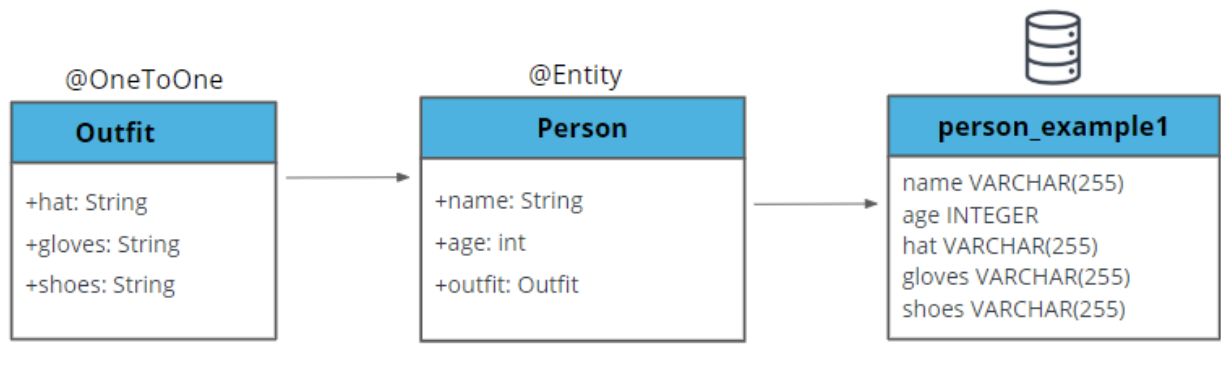 @OneToOne
Outfit
+hat: String
+gloves: String
+shoes: String
@Entity
Person
+name: String
+age: int
+outfit: Outfit
person_example1
name VARCHAR(255)
age INTEGER
hat VARCHAR(255)
gloves VARCHAR(255)
shoes VARCHAR(255)